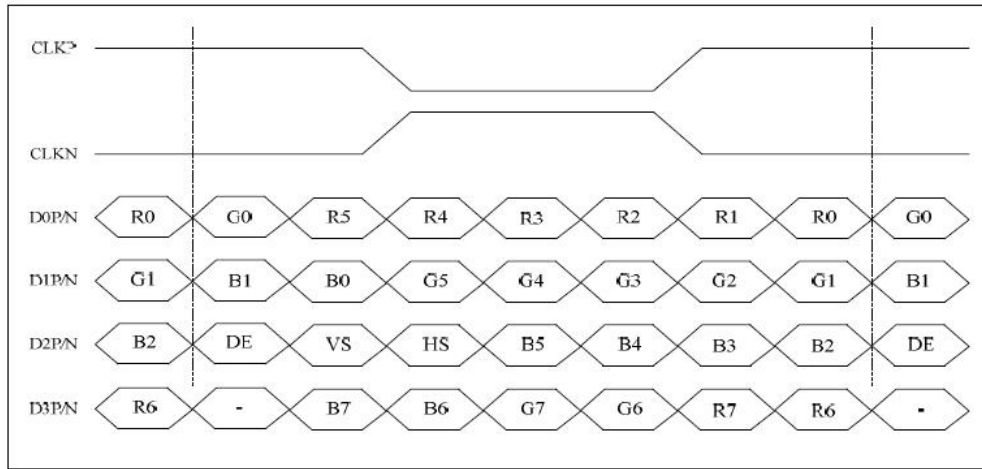 CLKP
CLKN
D0P/N R0 G0 R5 R4 R3 R2 R1 R0 G0
D1P/N G1 B1 B0 G5 G4 G3 G2 G1 B1
D2P/N B2 DE VS HS B5 B4 B3 B2 DE
D3P/N R6 - B7 B6 G7 G6 R7 R6 -